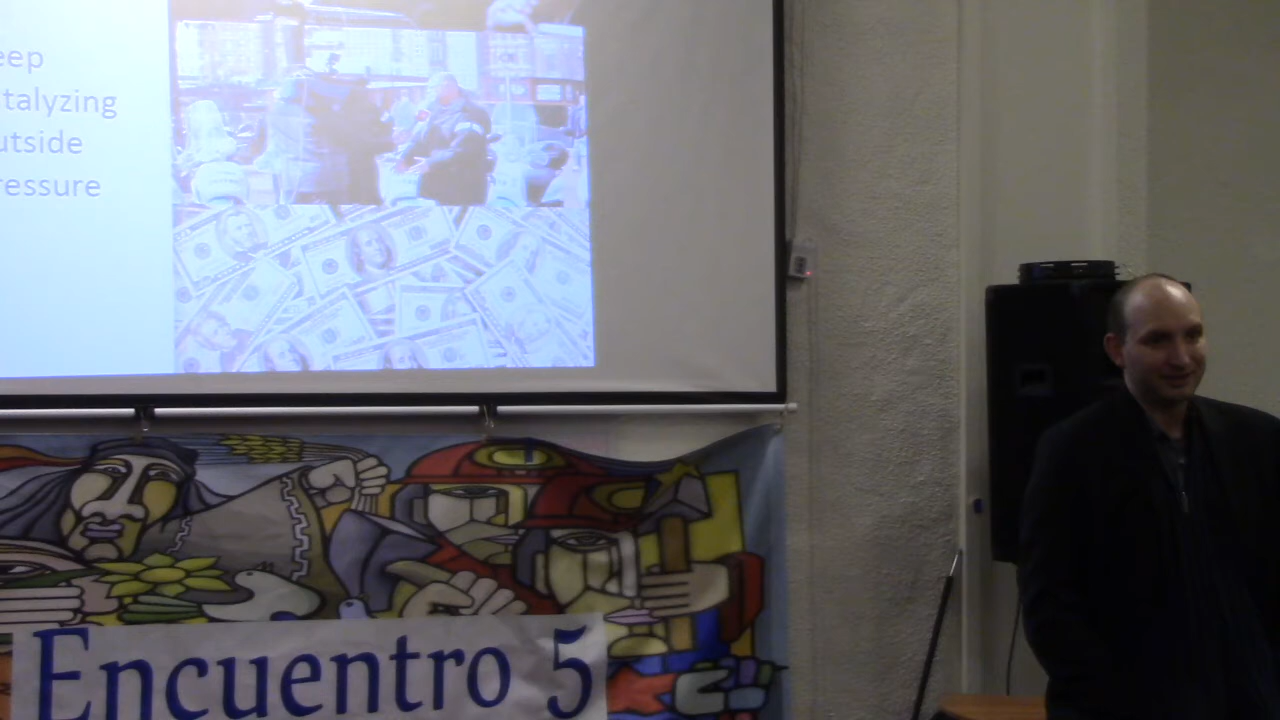 eep
talyzing
utside
ressure
Encuentro 5